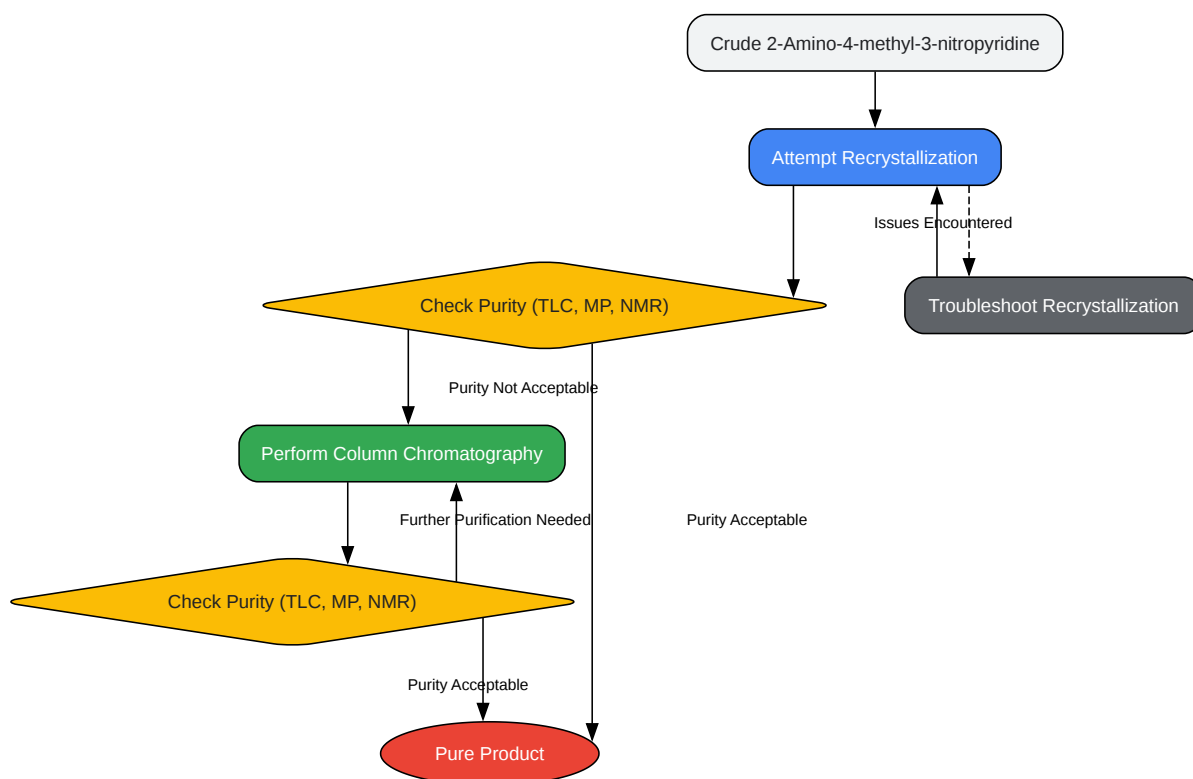 Crude 2-Amino-4-methyl-3-nitropyridine
Attempt Recrystallization
Issues Encountered
Check Purity (TLC, MP, NMR)
Troubleshoot Recrystallization
Purity Not Acceptable
Perform Column Chromatography
Further Purification Needed
Purity Acceptable
Check Purity (TLC, MP, NMR)
Purity Acceptable
Pure Product